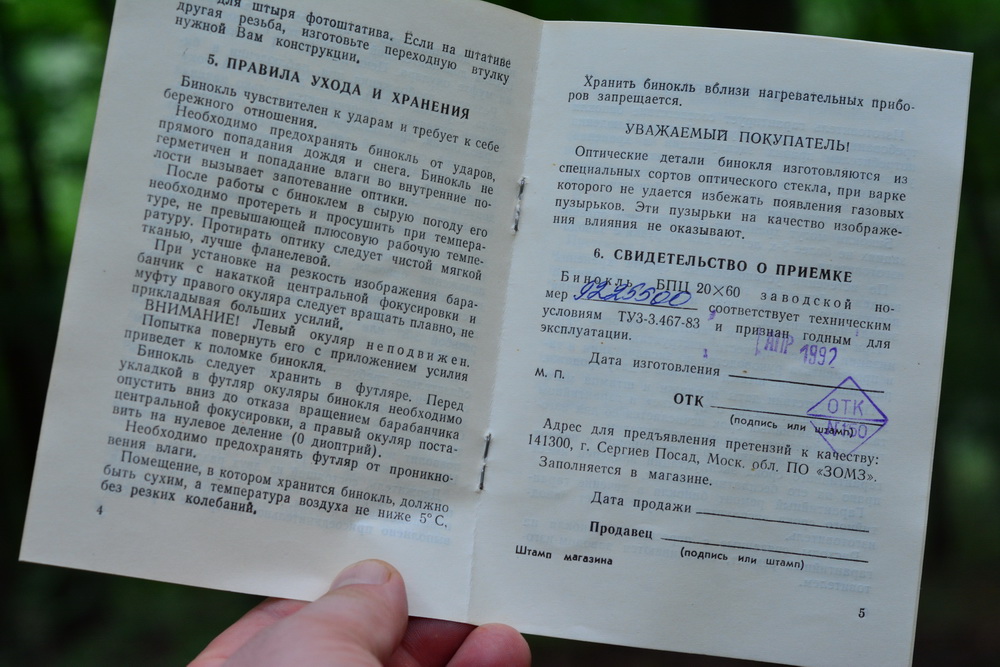 для штыря фотоштатива. Если на штативе
другая резьба, изготовьте переходную втулку
нужной Вам конструкции.
5. ПРАВИЛА УХОДА И ХРАНЕНИЯ
Бинокль чувствителен к ударам и требует к себе
бережного отношения.
Необходимо предохранять бинокль от ударов,
прямого попадания дождя и снега. Бинокль не
герметичен и попадание влаги во внутренние по-
лости вызывает запотевание оптики.
После работы с биноклем в сырую погоду его
необходимо протереть и просушить при темпера-
туре, не превышающей плюсовую рабочую темпе-
ратуру. Протирать оптику следует чистой мягкой
тканью, лучше фланелевой.
При установке на резкость изображения бара-
банчик с накаткой центральной фокусировки и
муфту правого окуляра следует вращать плавно, не
прикладывая больших усилий.
ВНИМАНИЕ! Левый окуляр неподвижен.
Попытка повернуть его с приложением усилия
приведет к поломке бинокля.
Бинокль следует хранить в футляре. Перед
укладкой в футляр окуляры бинокля необходимо
опустить вниз до отказа вращением барабанчика
центральной фокусировки, а правый окуляр поста-
вить на нулевое деление (0 диоптрий).
Необходимо предохранять футляр от проникно-
вения влаги.
Помещение, в котором хранится бинокль, должно
быть сухим, а температура воздуха не ниже 5°С,
без резких колебаний.
4
Хранить бинокль вблизи нагревательных прибо-
ров запрещается.
УВАЖАЕМЫЙ ПОКУПАТЕЛЬ!
Оптические детали бинокля изготовляются из
специальных сортов оптического стекла, при варке
которого не удается избежать появления газовых
пузырьков. Эти пузырьки на качество изображе-
ния влияния не оказывают.
6. СВИДЕТЕЛЬСТВО О ПРИЕМКЕ
Бинокль БПЦ 20×60 заводской но-
мер 9225500 соответствует техническим
условиям ТУ3-3.467-83 и признан годным для
эксплуатации.
АПР 1992
Дата изготовления
М. П.
ОТК
ОТК
(подпись или штамп)
N150
Адрес для предъявления претензий к качеству:
141300, г. Сергиев Посад, Моск. обл. ПО «ЗОМЗ».
Заполняется в магазине.
Дата продажи
Продавец
(подпись или штамп)
Штамп магазина
5